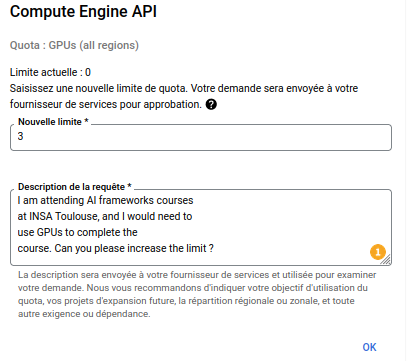 Compute Engine API
Quota : GPUs (all regions)
Limite actuelle : 0
Saisissez une nouvelle limite de quota. Votre demande sera envoyée à votre
fournisseur de services pour approbation. ?
Nouvelle limite *
3
Description de la requête *
I am attending AI frameworks courses
at INSA Toulouse, and I would need to
use GPUs to complete the
course. Can you please increase the limit ?
1
La description sera envoyée à votre fournisseur de services et utilisée pour examiner
votre demande. Nous vous recommandons d'indiquer votre objectif d'utilisation du
quota, vos projets d'expansion future, la répartition régionale ou zonale, et toute
autre exigence ou dépendance.
OK